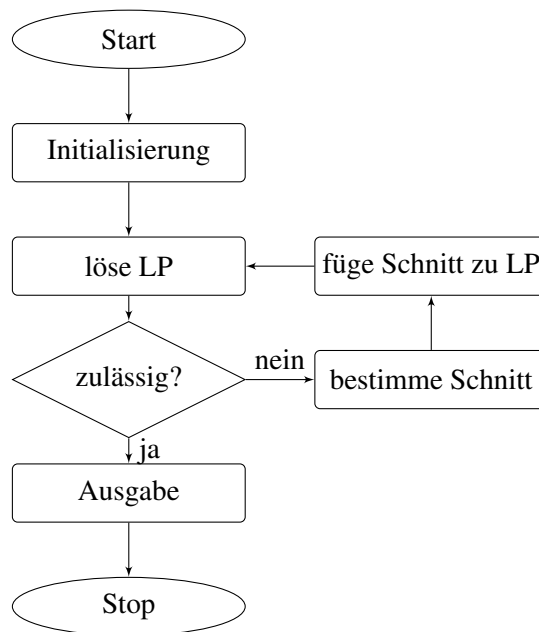 Start
Initialisierung
löse LP
füge Schnitt zu LP
zulässig?
nein
bestimme Schnitt
ja
Ausgabe
Stop